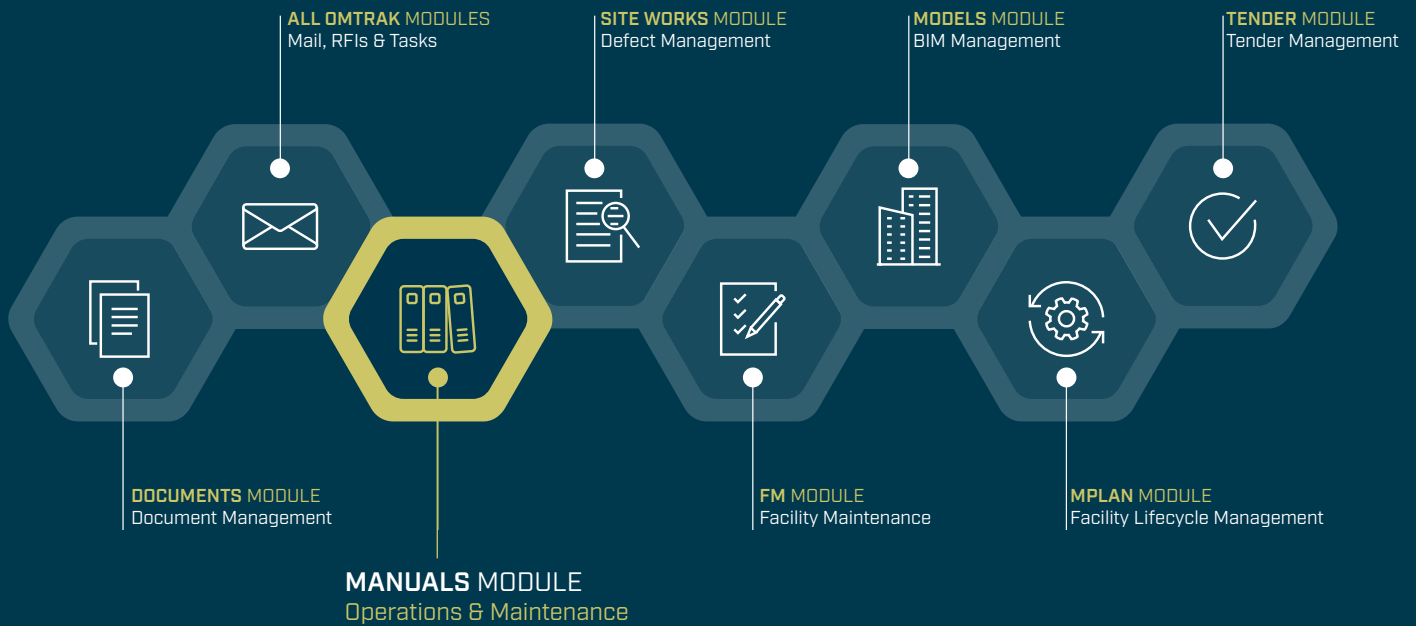 ALL OMTRAK MODULES
Mail, RFIs & Tasks
SITE WORKS MODULE
Defect Management
MODELS MODULE
BIM Management
TENDER MODULE
Tender Management
DOCUMENTS MODULE
Document Management
MANUALS MODULE
Operations & Maintenance
FM MODULE
Facility Maintenance
MPLAN MODULE
Facility Lifecycle Management